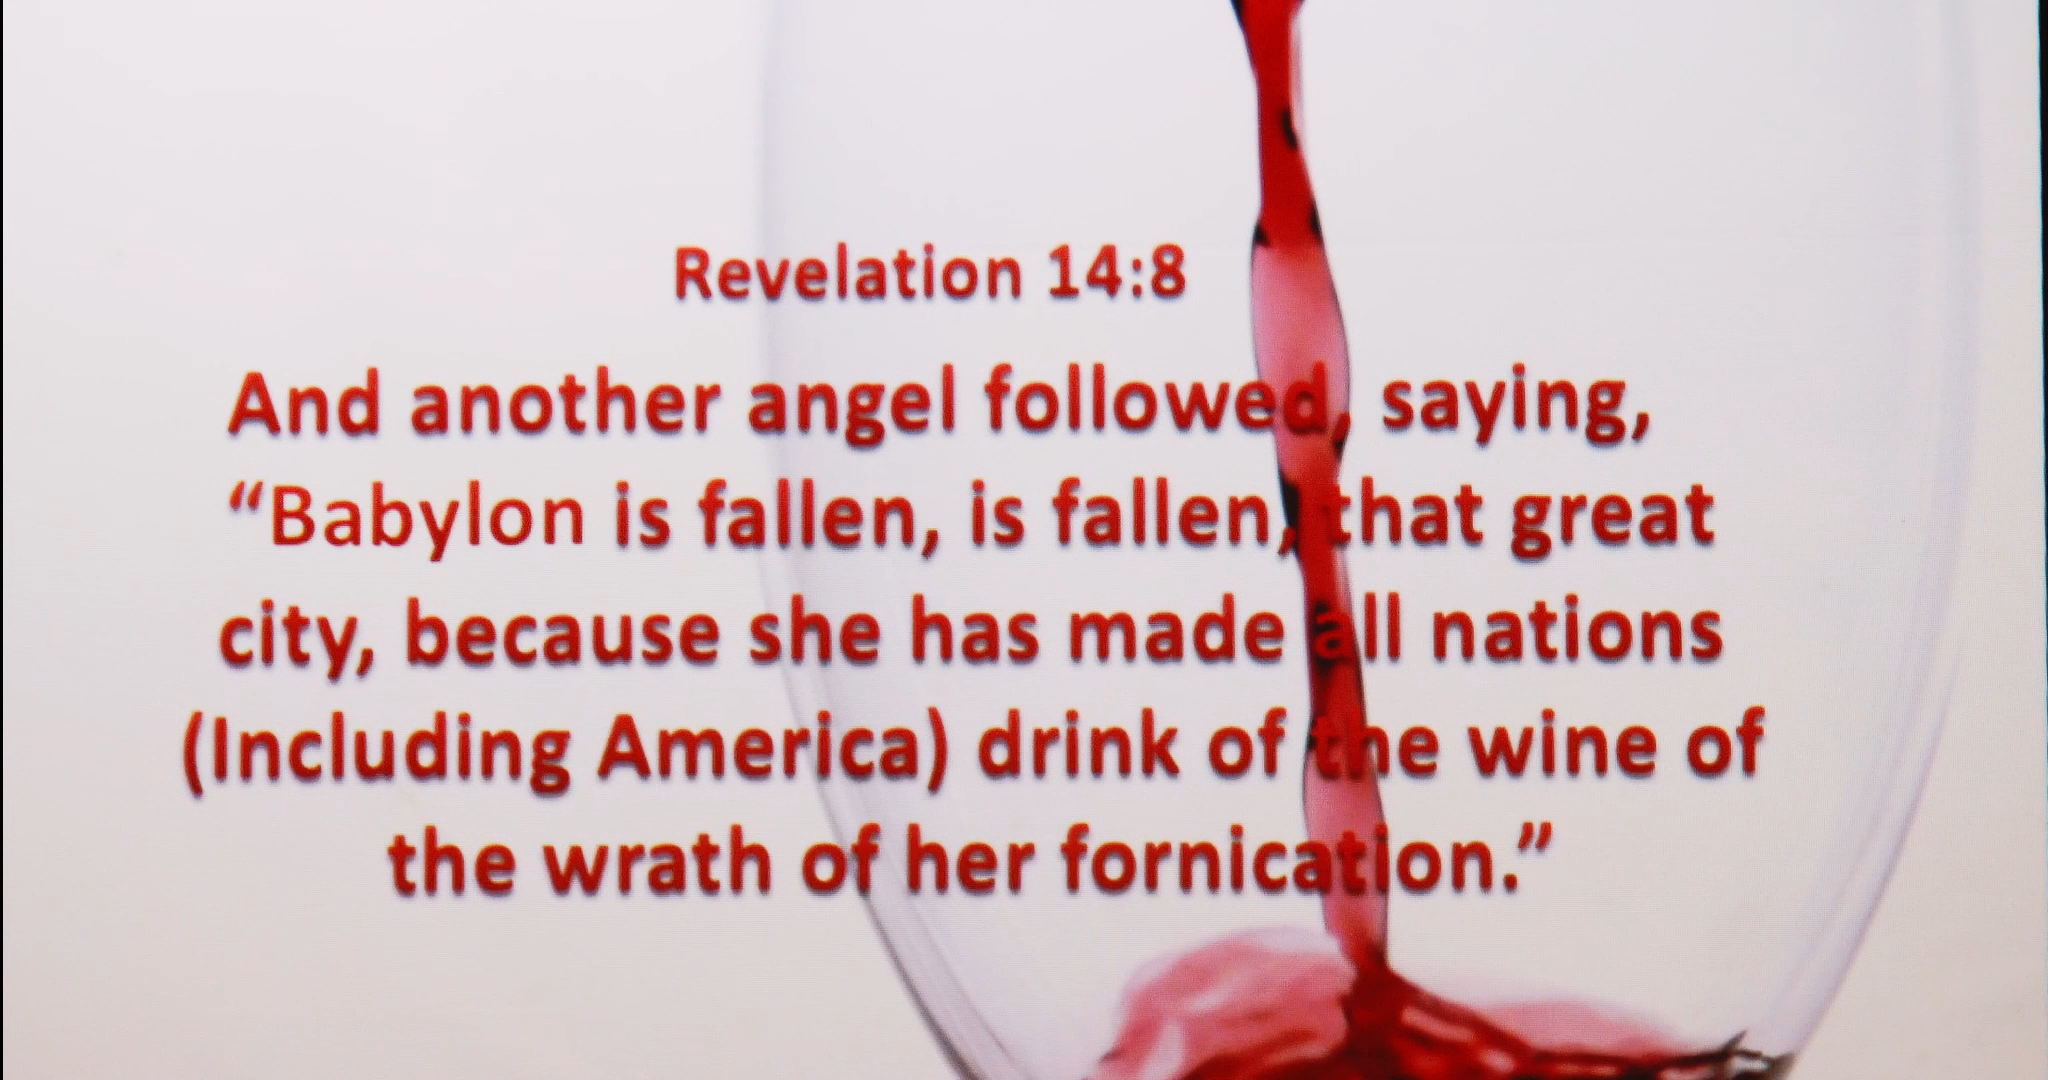 Revelation 14:8
And another angel followed, saying,
“Babylon is fallen, is fallen, that great
city, because she has made all nations
(Including America) drink of the wine of
the wrath of her fornication.”